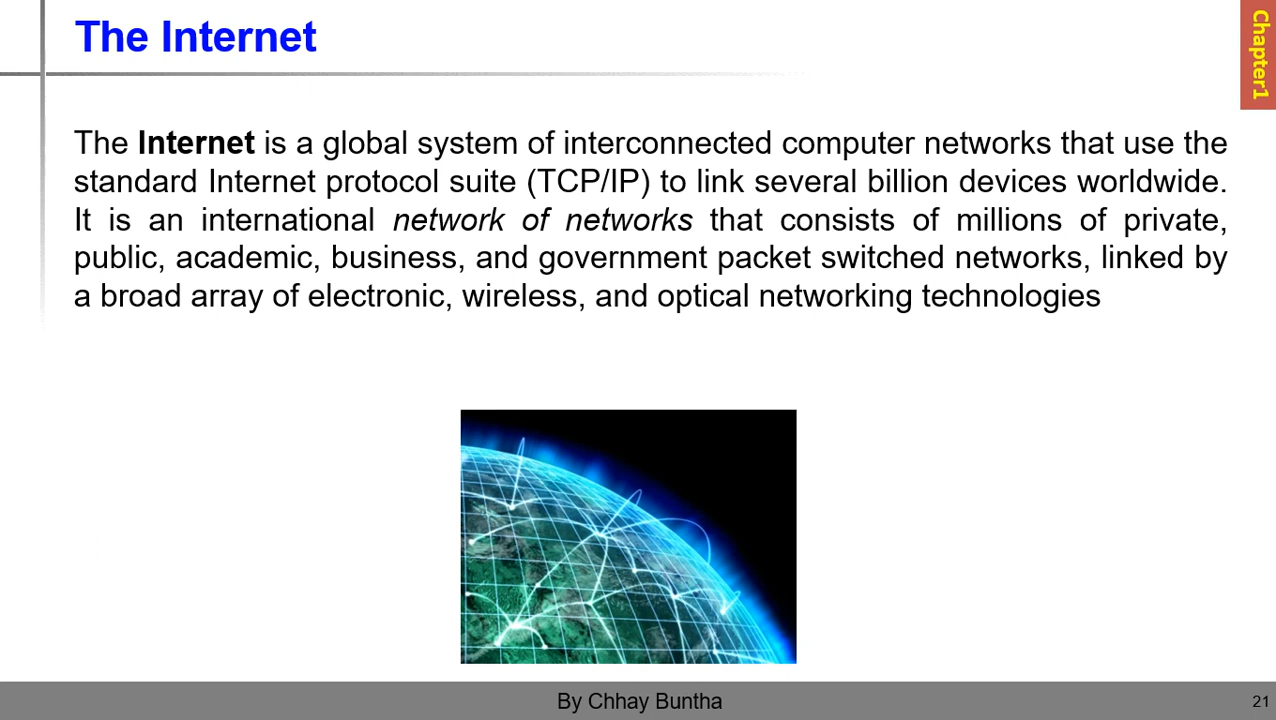 The Internet
Chapter1
The Internet is a global system of interconnected computer networks that use the
standard Internet protocol suite (TCP/IP) to link several billion devices worldwide.
It is an international network of networks that consists of millions of private,
public, academic, business, and government packet switched networks, linked by
a broad array of electronic, wireless, and optical networking technologies
By Chhay Buntha
21